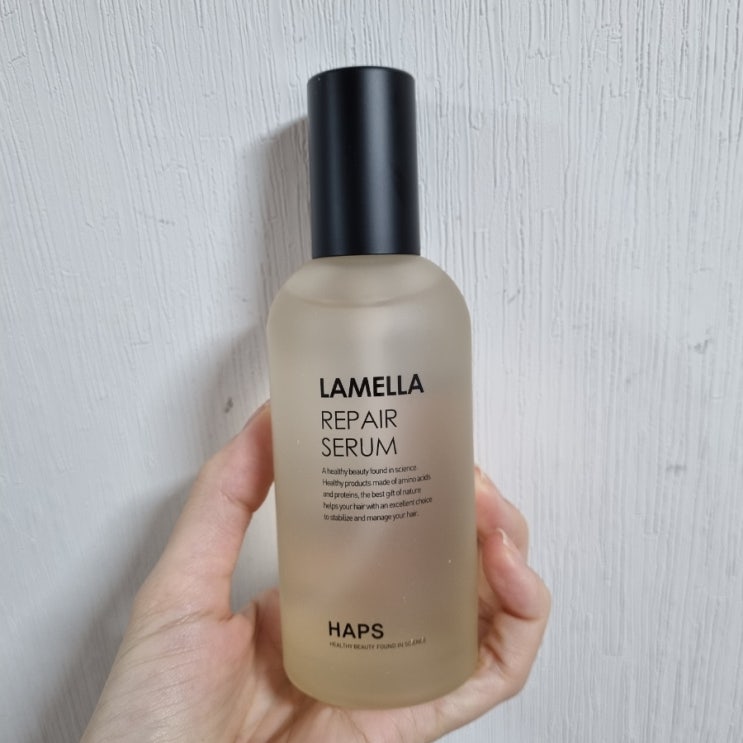 LAMELLA
REPAIR
SERUM
A healthy beauty found in science.
Healthy products made of amino acids
and proteins, the best gift of nature
helps your hair with an excellent choice
to stabilize and manage your hair.
HAPS
HEALTHY BEAUTY FOUND IN SCIENCE